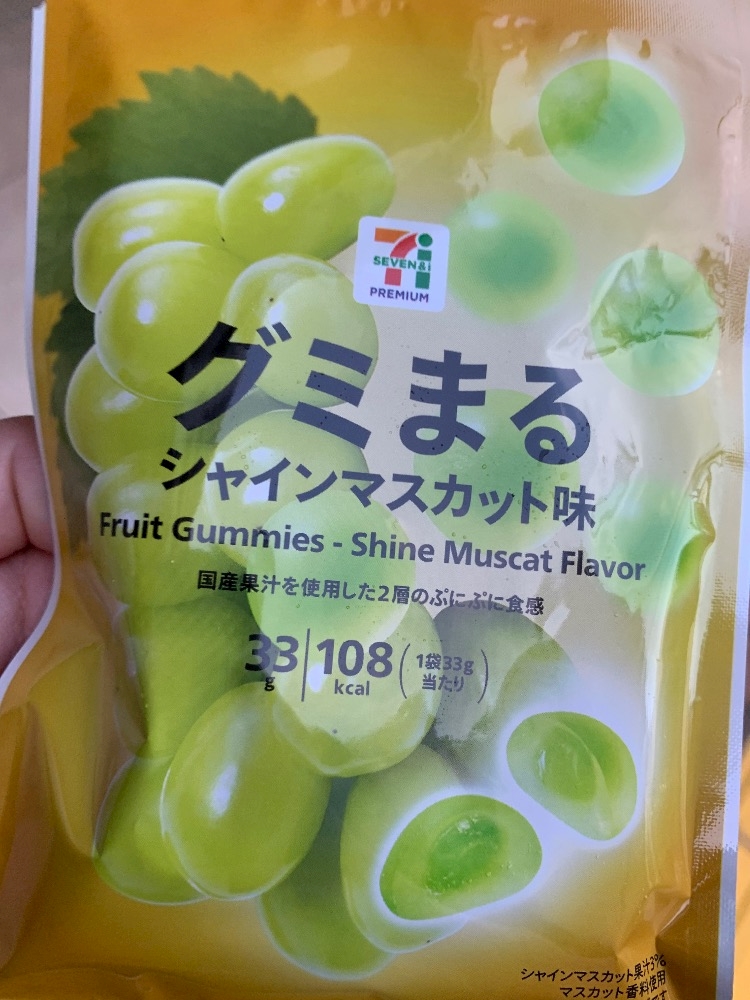 SEVEN&i
PREMIUM
グミまる
シャインマスカット味
Fruit Gummies - Shine Muscat Flavor
国産果汁を使用した2層のぷにぷに食感
33g 108kcal (1袋33g当たり)
シャインマスカット果汁3%
マスカット香料使用